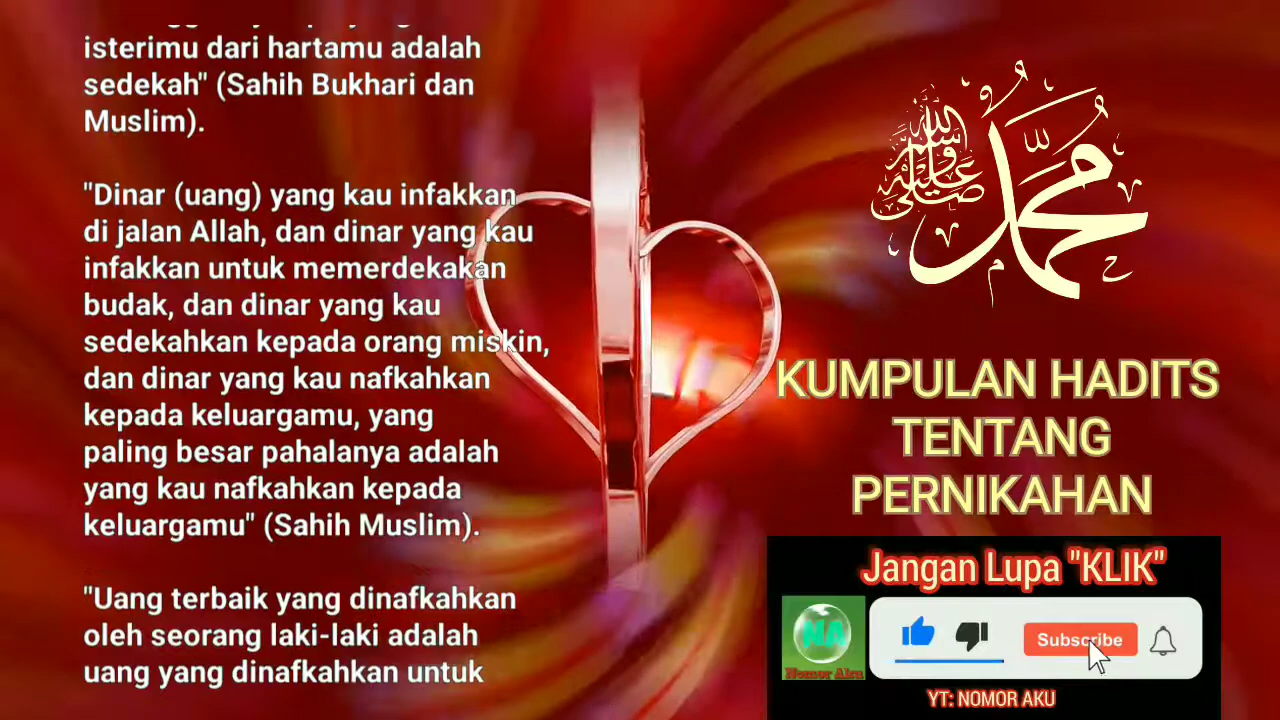 isterimu dari hartamu adalah
sedekah" (Sahih Bukhari dan
Muslim).
"Dinar (uang) yang kau infakkan
di jalan Allah, dan dinar yang kau
infakkan untuk memerdekakan
budak, dan dinar yang kau
sedekahkan kepada orang miskin,
dan dinar yang kau nafkahkan
kepada keluargamu, yang
paling besar pahalanya adalah
yang kau nafkahkan kepada
keluargamu" (Sahih Muslim).
"Uang terbaik yang dinafkahkan
oleh seorang laki-laki adalah
uang yang dinafkahkan untuk
محمد
صلى الله عليه وسلم
KUMPULAN HADITS
TENTANG
PERNIKAHAN
Jangan Lupa "KLIK"
NA
Nomor Aku
Subscribe
YT: NOMOR AKU